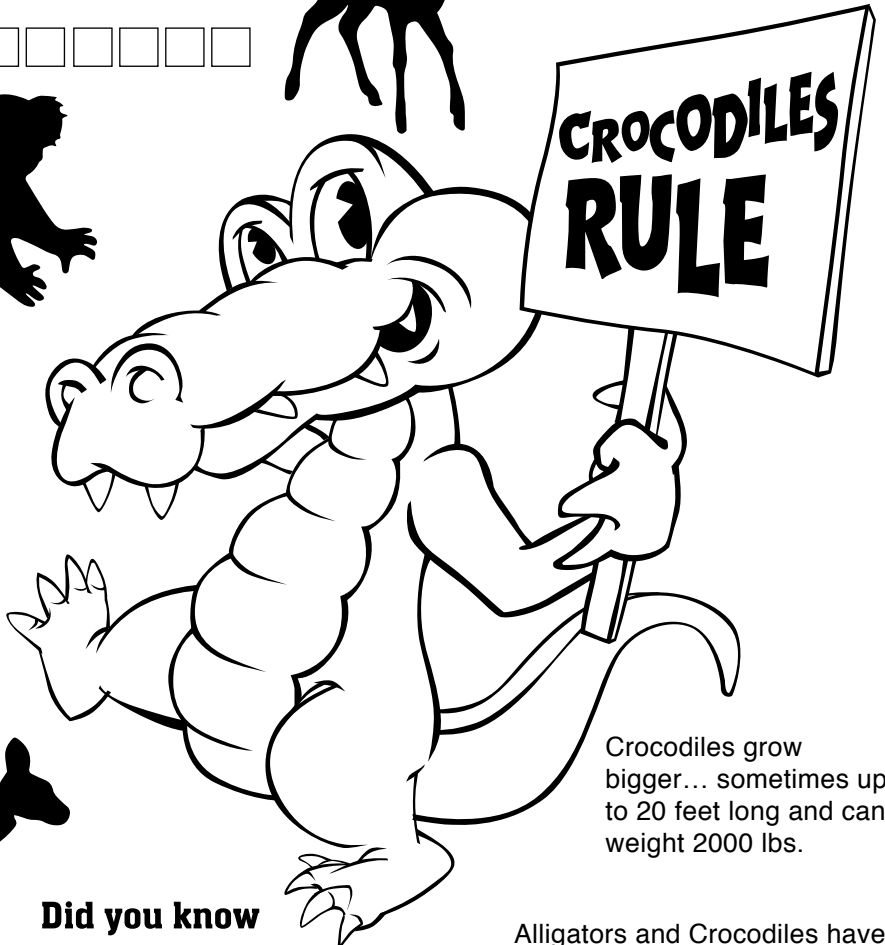 CROCODILES
RULE
Crocodiles grow
bigger… sometimes up
to 20 feet long and can
weight 2000 lbs.
Did you know
Alligators and Crocodiles have